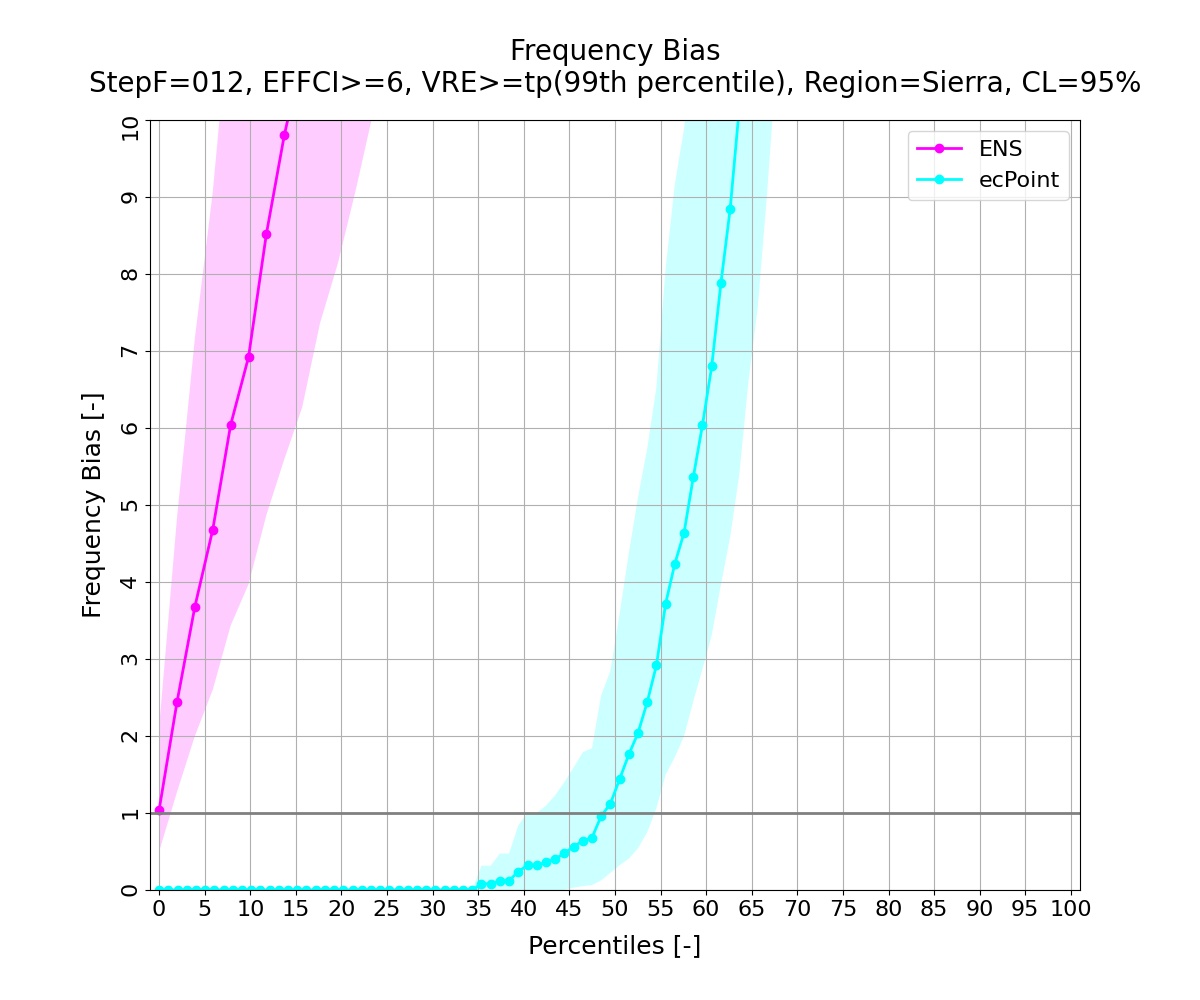 Frequency Bias
StepF=012, EFFCI>=6, VRE>=tp(99th percentile), Region=Sierra, CL=95%
ENS
ecPoint
Frequency Bias [-]
10
9
8
7
6
5
4
3
2
1
0
0 5 10 15 20 25 30 35 40 45 50 55 60 65 70 75 80 85 90 95 100
Percentiles [-]